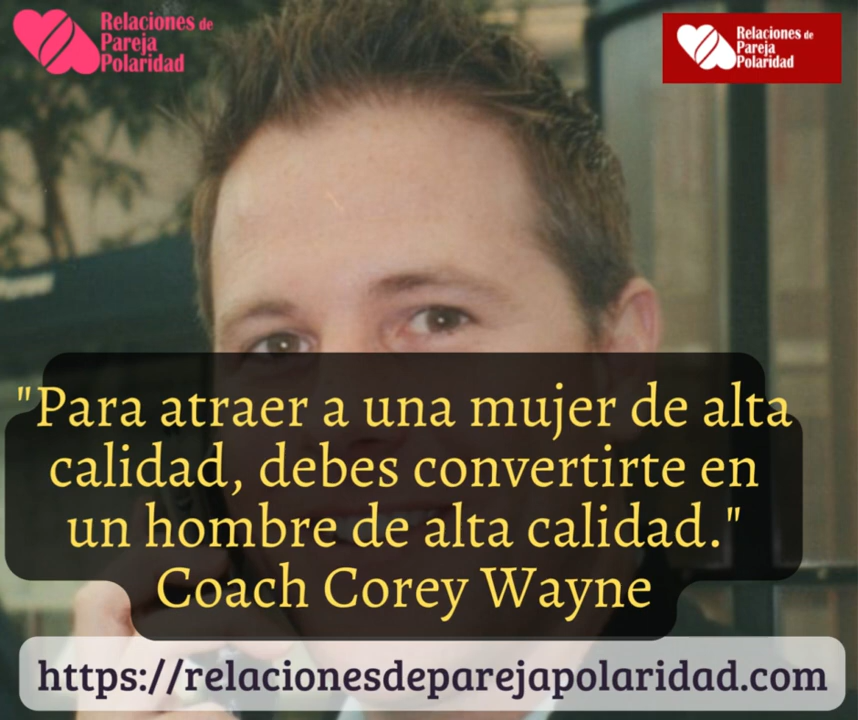 Relaciones de
Pareja
Polaridad
Relaciones de
Pareja
Polaridad
"Para atraer a una mujer de alta
calidad, debes convertirte en
un hombre de alta calidad."
Coach Corey Wayne
https://relacionesdeparejapolaridad.com